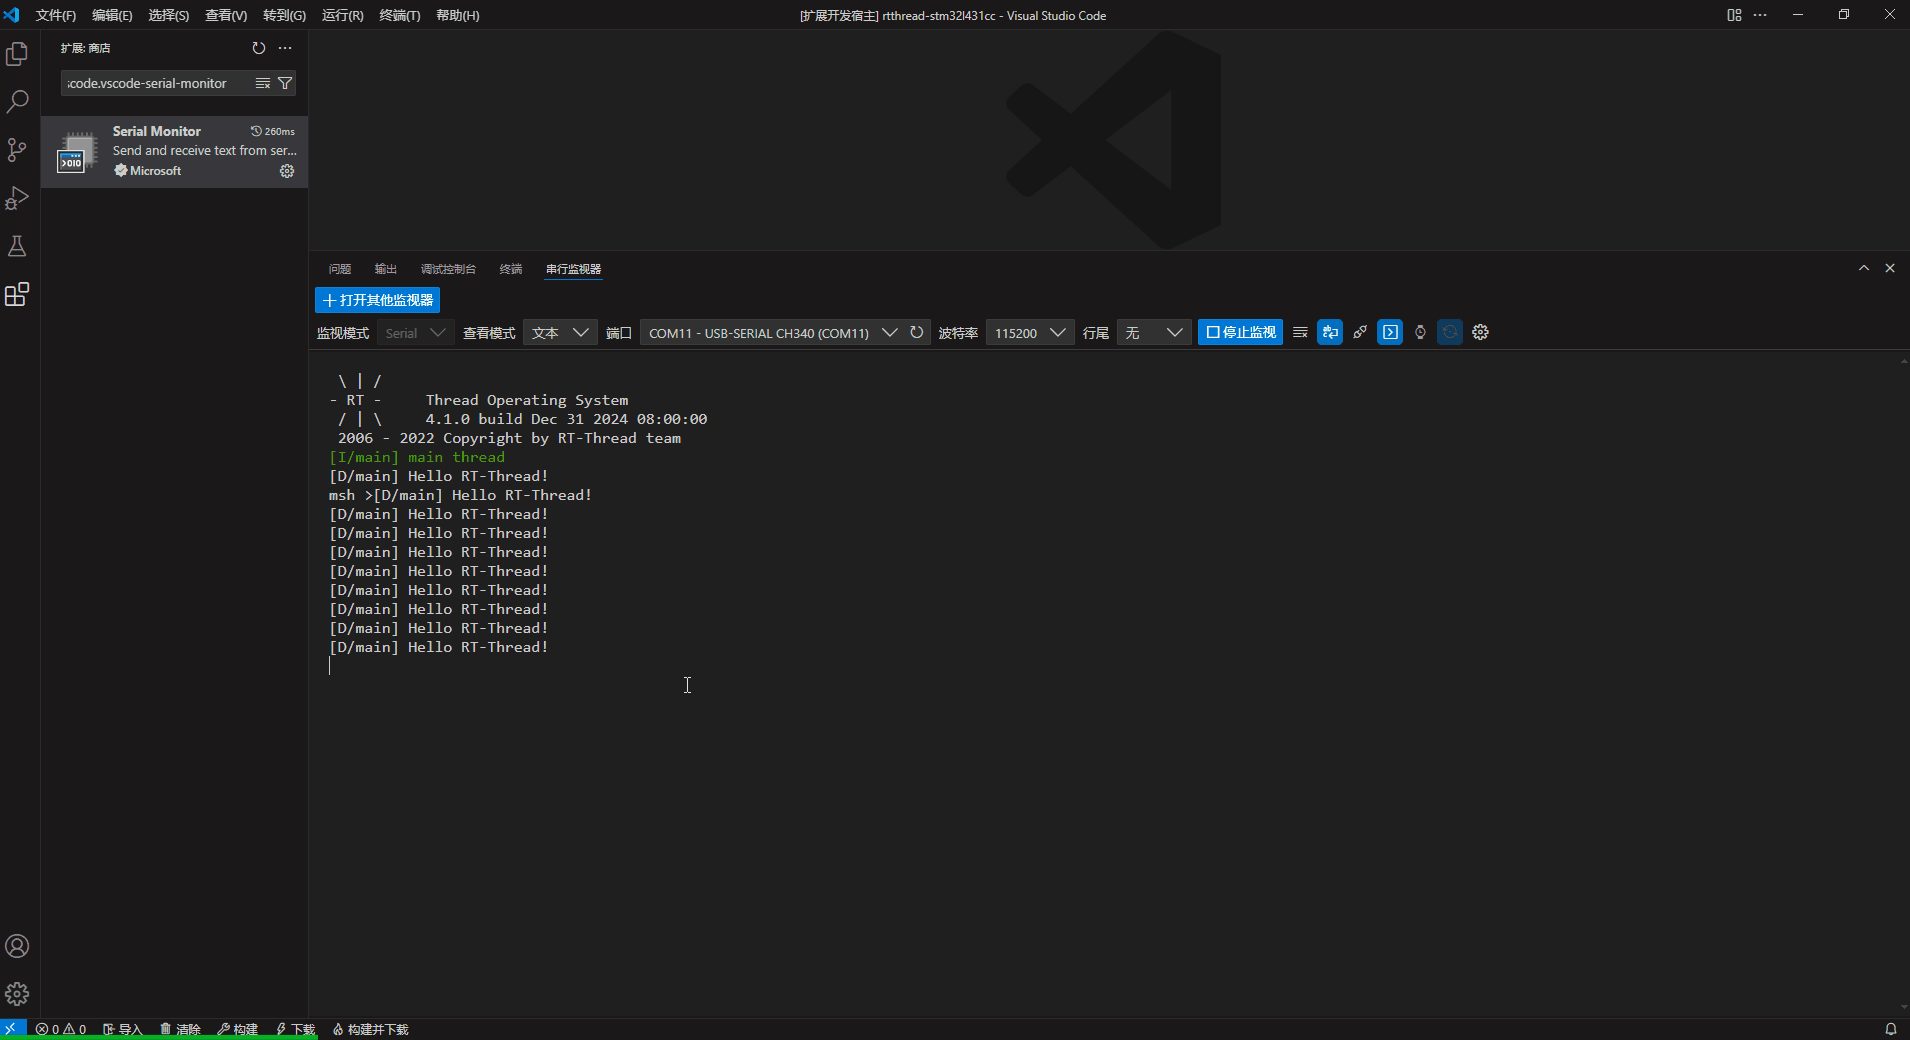 文件(F) 编辑(E) 选择(S) 查看(V) 转到(G) 运行(R) 终端(T) 帮助(H) [扩展开发宿主] rtthread-stm32l431cc - Visual Studio Code
扩展: 商店
code.vscode-serial-monitor
Serial Monitor 260ms
Send and receive text from ser...
Microsoft
>010
问题 输出 调试控制台 终端 串行监视器
打开其他监视器
监视模式 Serial 查看模式 文本 端口 COM11 - USB-SERIAL CH340 (COM11) 波特率 115200 行尾 无 停止监视
\ | /
- RT - Thread Operating System
/ | \ 4.1.0 build Dec 31 2024 08:00:00
2006 - 2022 Copyright by RT-Thread team
[I/main] main thread
[D/main] Hello RT-Thread!
msh >[D/main] Hello RT-Thread!
[D/main] Hello RT-Thread!
[D/main] Hello RT-Thread!
[D/main] Hello RT-Thread!
[D/main] Hello RT-Thread!
[D/main] Hello RT-Thread!
[D/main] Hello RT-Thread!
[D/main] Hello RT-Thread!
[D/main] Hello RT-Thread!
0 0 导入 清除 构建 下载 构建并下载